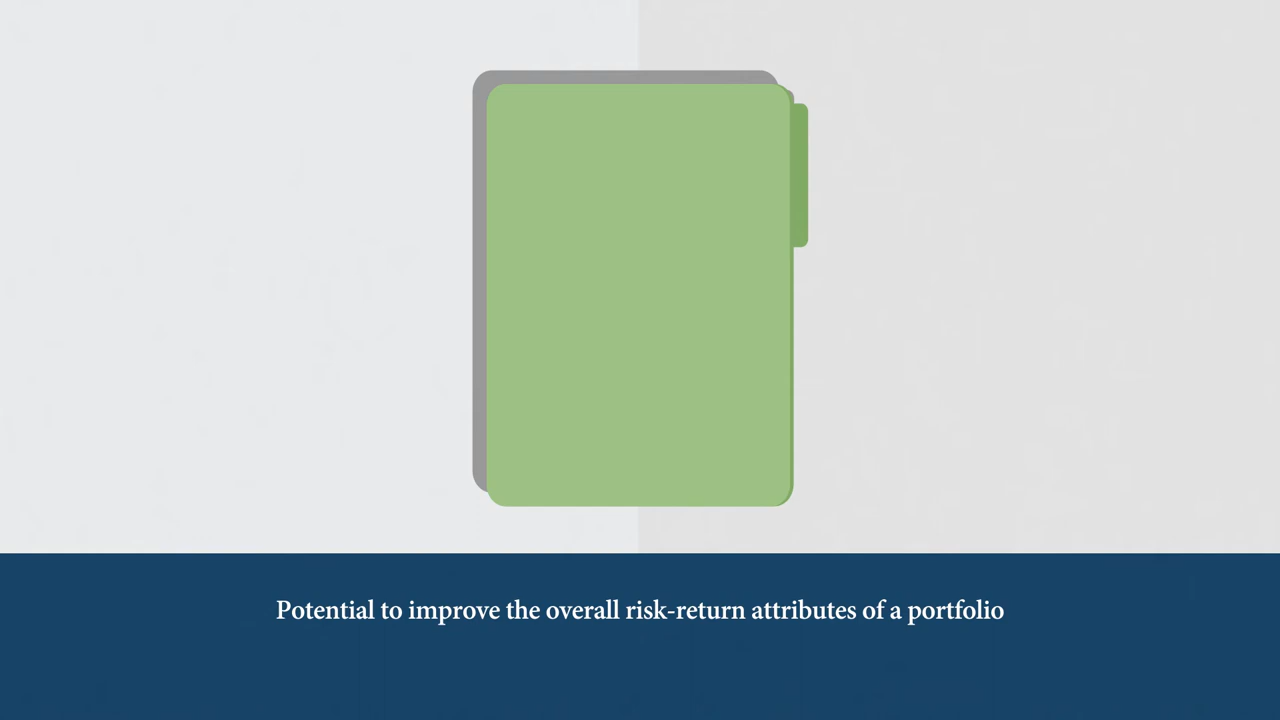 Potential to improve the overall risk-return attributes of a portfolio